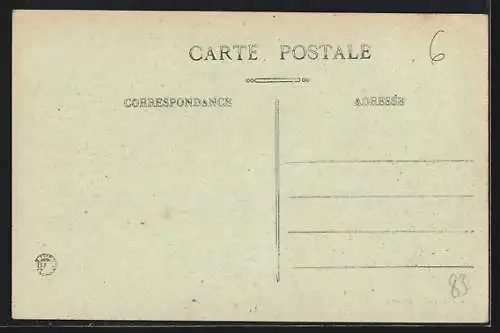 CARTE POSTALE
6
CORRESPONDANCE
ADRESSE
83